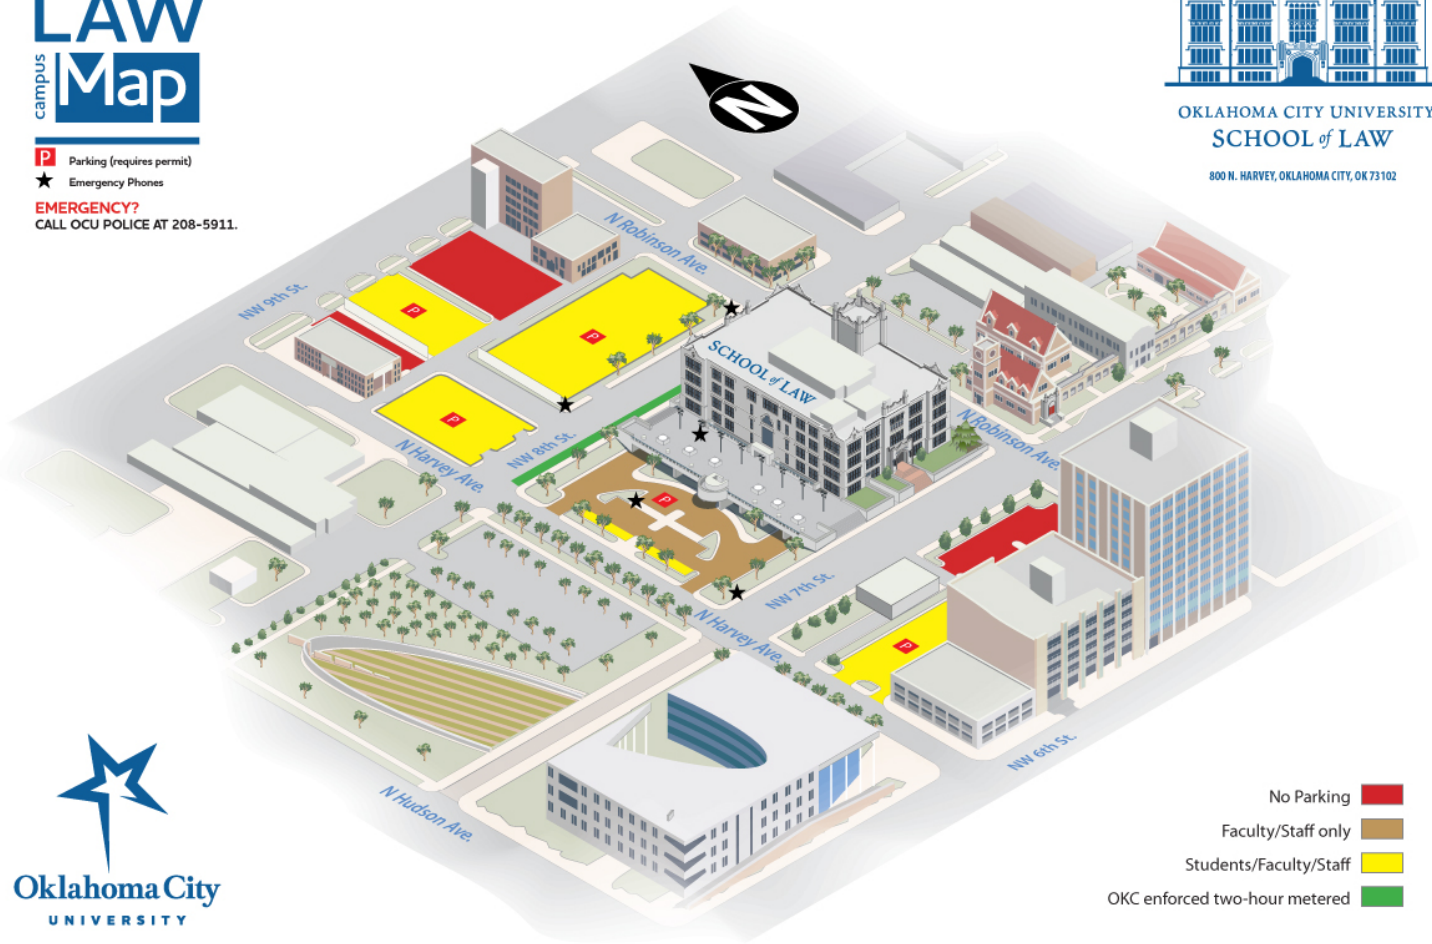 LAW
campus
Map
P Parking (requires permit)
Emergency Phones
EMERGENCY?
CALL OCU POLICE AT 208-5911.
N
OKLAHOMA CITY UNIVERSITY
SCHOOL of LAW
800 N. HARVEY, OKLAHOMA CITY, OK 73102
N Robinson Ave.
NW 9th St.
P
P
SCHOOL of LAW
P
N Robinson Ave.
N Harvey Ave.
NW 8th St.
P
NW 7th St.
N Harvey Ave.
P
NW 6th St.
N Hudson Ave.
Oklahoma City
UNIVERSITY
No Parking
Faculty/Staff only
Students/Faculty/Staff
OKC enforced two-hour metered